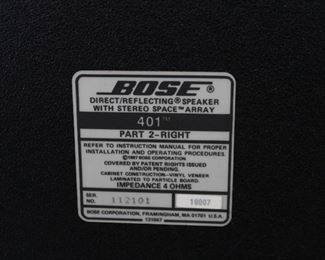 BOSE®
DIRECT/REFLECTING® SPEAKER
WITH STEREO SPACE™ ARRAY
401™
PART 2-RIGHT
REFER TO INSTRUCTION MANUAL FOR PROPER
INSTALLATION AND OPERATING PROCEDURES.
©1987 BOSE CORPORATION
COVERED BY PATENT RIGHTS ISSUED
AND/OR PENDING.
CABINET CONSTRUCTION-VINYL VENEER
LAMINATED TO PARTICLE BOARD.
IMPEDANCE 4 OHMS
SER. NO. 112101 18007
BOSE CORPORATION, FRAMINGHAM, MA 01701 U.S.A.
131067